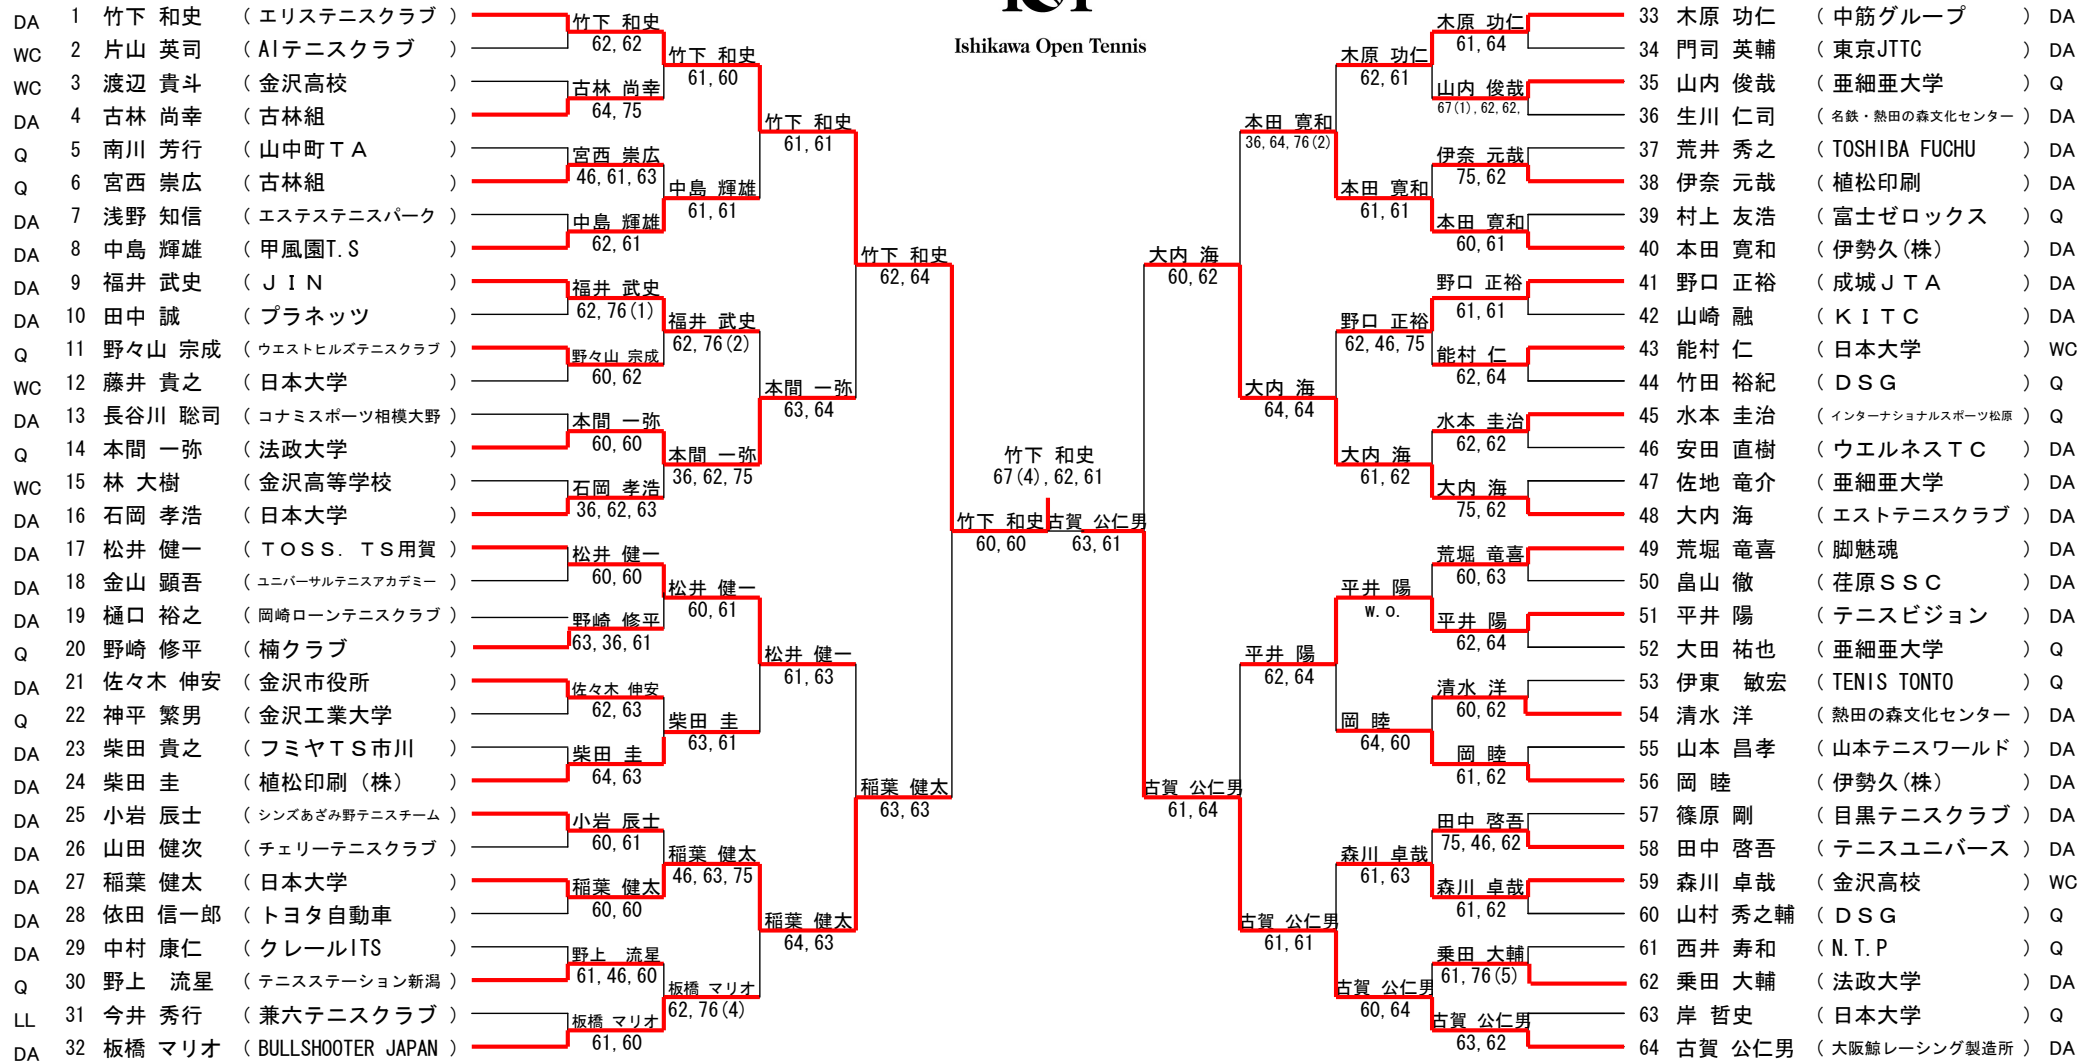 Ishikawa Open Tennis
DA 1 竹下 和史 ( エリステニスクラブ )
WC 2 片山 英司 ( AIテニスクラブ )
WC 3 渡辺 貴斗 ( 金沢高校 )
DA 4 古林 尚幸 ( 古林組 )
Q 5 南川 芳行 ( 山中町ＴＡ )
Q 6 宮西 崇広 ( 古林組 )
DA 7 浅野 知信 ( エステステニスパーク )
DA 8 中島 輝雄 ( 甲風園T.S )
DA 9 福井 武史 ( ＪＩＮ )
DA 10 田中 誠 ( プラネッツ )
Q 11 野々山 宗成 ( ウエストヒルズテニスクラブ )
WC 12 藤井 貴之 ( 日本大学 )
DA 13 長谷川 聡司 ( コナミスポーツ相模大野 )
Q 14 本間 一弥 ( 法政大学 )
WC 15 林 大樹 ( 金沢高等学校 )
DA 16 石岡 孝浩 ( 日本大学 )
DA 17 松井 健一 ( ＴＯＳＳ．ＴＳ用賀 )
DA 18 金山 顕吾 ( ユニバーサルテニスアカデミー )
DA 19 樋口 裕之 ( 岡崎ローンテニスクラブ )
Q 20 野崎 修平 ( 楠クラブ )
DA 21 佐々木 伸安 ( 金沢市役所 )
Q 22 神平 繁男 ( 金沢工業大学 )
DA 23 柴田 貴之 ( フミヤＴＳ市川 )
DA 24 柴田 圭 ( 植松印刷（株） )
DA 25 小岩 辰士 ( シンズあざみ野テニスチーム )
DA 26 山田 健次 ( チェリーテニスクラブ )
DA 27 稲葉 健太 ( 日本大学 )
DA 28 依田 信一郎 ( トヨタ自動車 )
DA 29 中村 康仁 ( クレールITS )
Q 30 野上 流星 ( テニスステーション新潟 )
LL 31 今井 秀行 ( 兼六テニスクラブ )
DA 32 板橋 マリオ ( BULLSHOOTER JAPAN )
竹下 和史
62, 62
古林 尚幸
64, 75
宮西 崇広
46, 61, 63
中島 輝雄
62, 61
福井 武史
62, 76(1)
野々山 宗成
60, 62
本間 一弥
60, 60
石岡 孝浩
36, 62, 63
松井 健一
60, 60
野崎 修平
63, 36, 61
佐々木 伸安
62, 63
柴田 圭
64, 63
小岩 辰士
60, 61
稲葉 健太
60, 60
野上 流星
61, 46, 60
板橋 マリオ
61, 60
竹下 和史
61, 60
中島 輝雄
61, 61
福井 武史
62, 76(2)
本間 一弥
36, 62, 75
松井 健一
60, 61
柴田 圭
63, 61
稲葉 健太
46, 63, 75
板橋 マリオ
62, 76(4)
竹下 和史
61, 61
本間 一弥
63, 64
松井 健一
61, 63
稲葉 健太
64, 63
竹下 和史
62, 64
稲葉 健太
63, 63
竹下 和史
60, 60
竹下 和史
67(4), 62, 61
古賀 公仁男
63, 61
大内 海
60, 62
古賀 公仁男
61, 64
本田 寛和
36, 64, 76(2)
大内 海
64, 64
平井 陽
62, 64
古賀 公仁男
61, 61
木原 功仁
62, 61
本田 寛和
61, 61
野口 正裕
62, 46, 75
大内 海
61, 62
平井 陽
w.o.
岡 睦
64, 60
森川 卓哉
61, 63
古賀 公仁男
60, 64
木原 功仁
61, 64
山内 俊哉
67(1), 62, 62,
伊奈 元哉
75, 62
本田 寛和
60, 61
野口 正裕
61, 61
能村 仁
62, 64
水本 圭治
62, 62
大内 海
75, 62
荒堀 竜喜
60, 63
平井 陽
62, 64
清水 洋
60, 62
岡 睦
61, 62
田中 啓吾
75, 46, 62
森川 卓哉
61, 62
乗田 大輔
61, 76(5)
古賀 公仁男
63, 62
33 木原 功仁 ( 中筋グループ ) DA
34 門司 英輔 ( 東京JTTC ) DA
35 山内 俊哉 ( 亜細亜大学 ) Q
36 生川 仁司 ( 名鉄・熱田の森文化センター ) DA
37 荒井 秀之 ( TOSHIBA FUCHU ) DA
38 伊奈 元哉 ( 植松印刷 ) DA
39 村上 友浩 ( 富士ゼロックス ) Q
40 本田 寛和 ( 伊勢久(株) ) DA
41 野口 正裕 ( 成城ＪＴＡ ) DA
42 山崎 融 ( ＫＩＴＣ ) DA
43 能村 仁 ( 日本大学 ) WC
44 竹田 裕紀 ( ＤＳＧ ) Q
45 水本 圭治 ( インターナショナルスポーツ松原 ) Q
46 安田 直樹 ( ウエルネスＴＣ ) DA
47 佐地 竜介 ( 亜細亜大学 ) DA
48 大内 海 ( エストテニスクラブ ) DA
49 荒堀 竜喜 ( 脚魅魂 ) DA
50 畠山 徹 ( 荏原ＳＳＣ ) DA
51 平井 陽 ( テニスビジョン ) DA
52 大田 祐也 ( 亜細亜大学 ) Q
53 伊東 敏宏 ( TENIS TONTO ) Q
54 清水 洋 ( 熱田の森文化センター ) DA
55 山本 昌孝 ( 山本テニスワールド ) DA
56 岡 睦 ( 伊勢久(株) ) DA
57 篠原 剛 ( 目黒テニスクラブ ) DA
58 田中 啓吾 ( テニスユニバース ) DA
59 森川 卓哉 ( 金沢高校 ) WC
60 山村 秀之輔 ( ＤＳＧ ) Q
61 西井 寿和 ( N.T.P ) Q
62 乗田 大輔 ( 法政大学 ) DA
63 岸 哲史 ( 日本大学 ) Q
64 古賀 公仁男 ( 大阪鯨レーシング製造所 ) DA